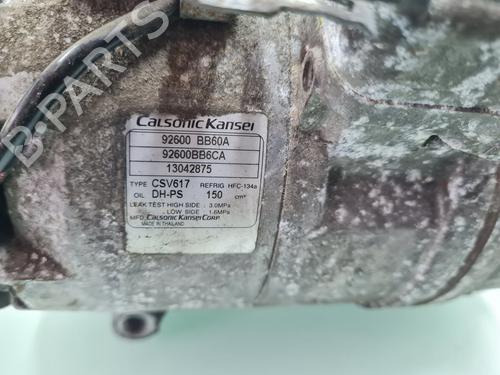 B-PARTS
Calsonic Kansei
92600 BB60A
92600BB6CA
13042875
TYPE CSV617 REFRIG HFC-134a
OIL DH-PS 150 cm³
LEAK TEST HIGH SIDE : 3.0MPa
LOW SIDE : 1.6MPa
MFD. CALSONIC KANSEI CORP.
MADE IN THAILAND